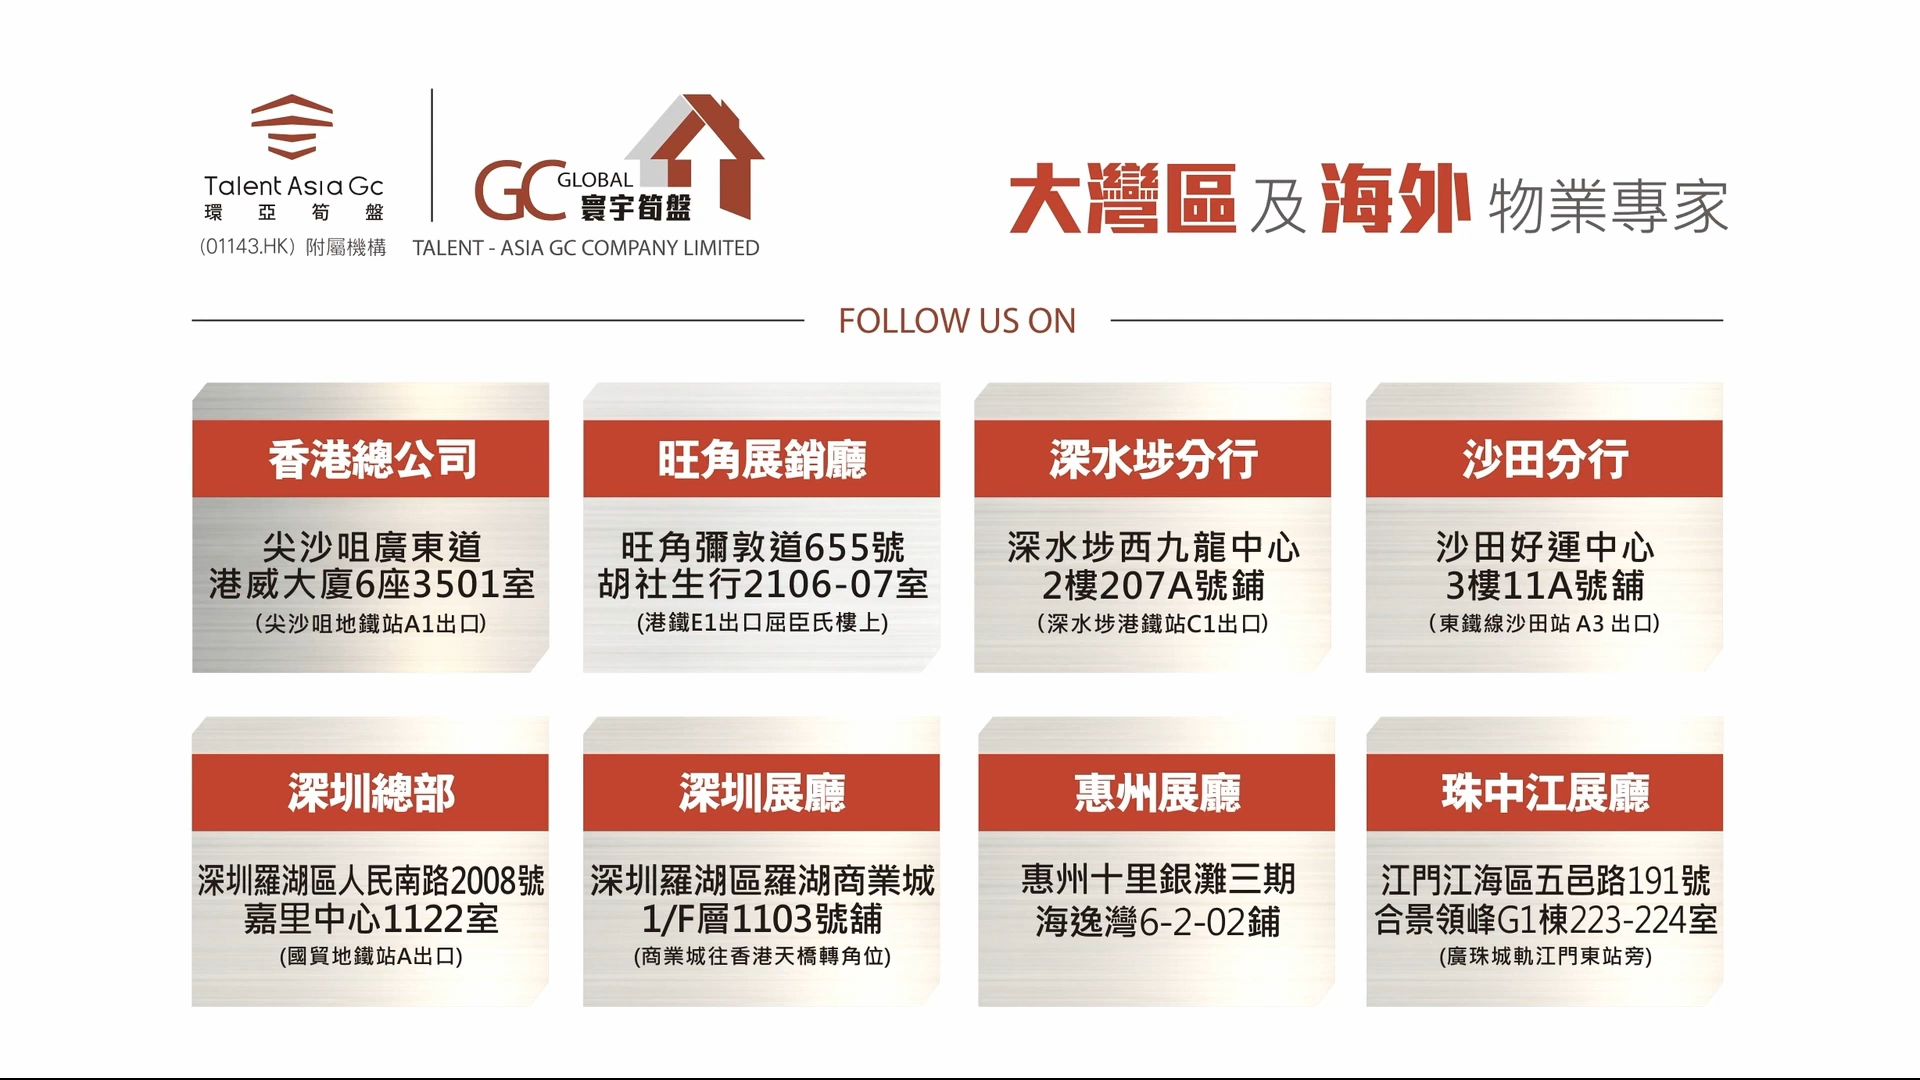 Talent Asia Gc
環亞筍盤
(01143.HK) 附屬機構
GC GLOBAL
寰宇筍盤
TALENT - ASIA GC COMPANY LIMITED
大灣區及海外物業專家
FOLLOW US ON
香港總公司
尖沙咀廣東道
港威大廈6座3501室
(尖沙咀地鐵站A1出口)
旺角展銷廳
旺角彌敦道655號
胡社生行2106-07室
(港鐵E1出口屈臣氏樓上)
深水埗分行
深水埗西九龍中心
2樓207A號鋪
(深水埗港鐵站C1出口)
沙田分行
沙田好運中心
3樓11A號舖
(東鐵線沙田站 A3 出口)
深圳總部
深圳羅湖區人民南路2008號
嘉里中心1122室
(國貿地鐵站A出口)
深圳展廳
深圳羅湖區羅湖商業城
1/F層1103號舖
(商業城往香港天橋轉角位)
惠州展廳
惠州十里銀灘三期
海逸灣6-2-02鋪
珠中江展廳
江門江海區五邑路191號
合景領峰G1棟223-224室
(廣珠城軌江門東站旁)